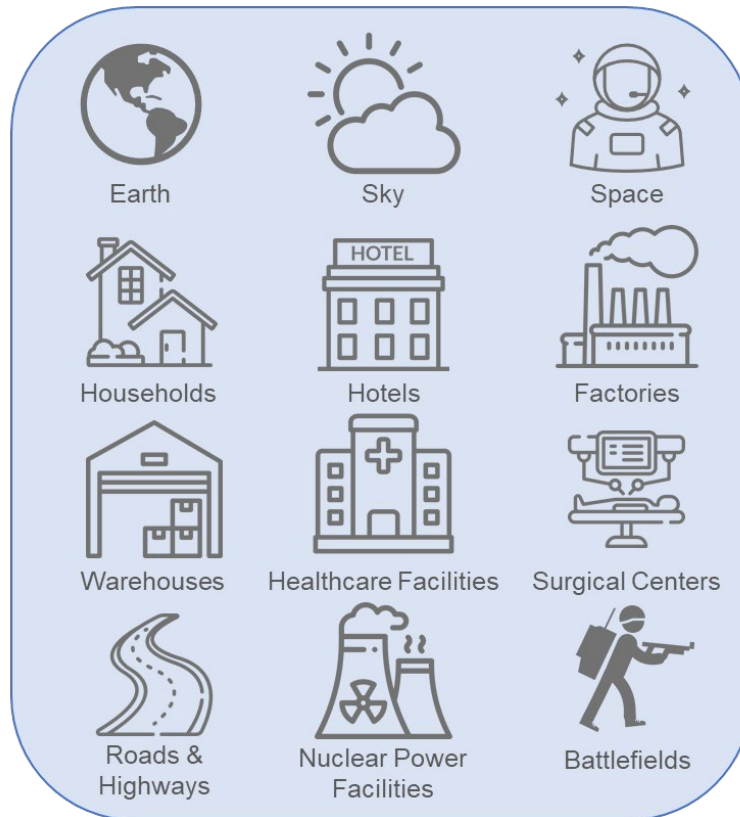 Earth
Sky
Space
HOTEL
Households
Hotels
Factories
Warehouses
Healthcare Facilities
Surgical Centers
Roads &
Highways
Nuclear Power
Facilities
Battlefields